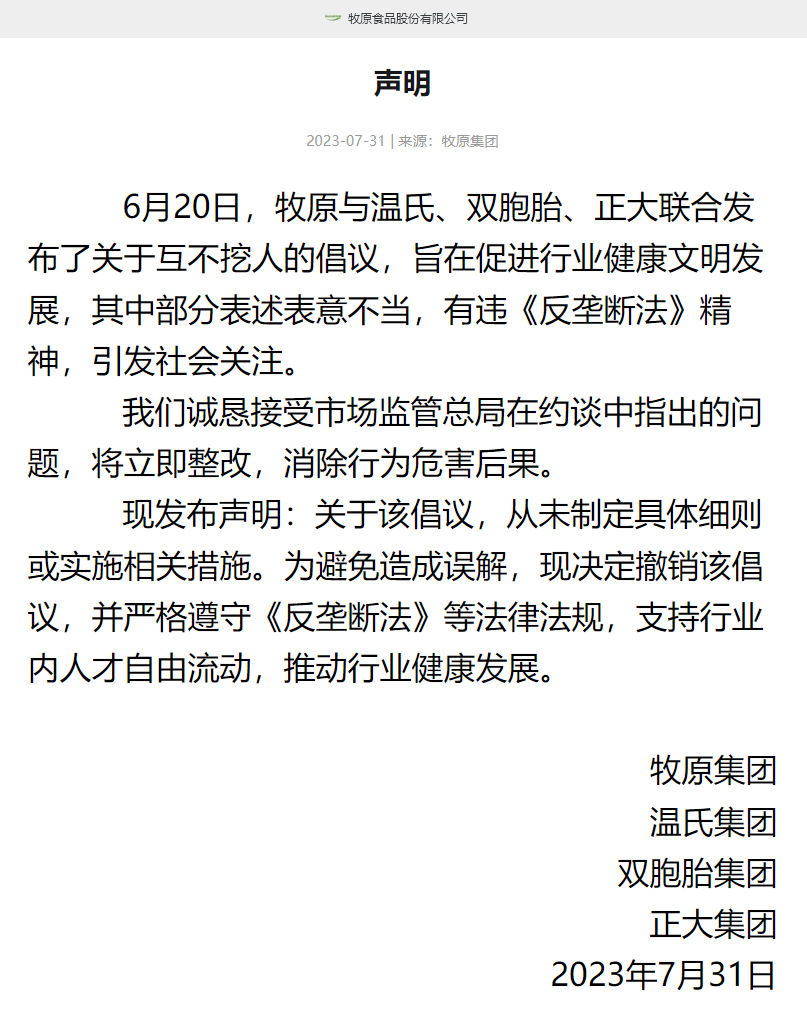 牧原食品股份有限公司
声明
2023-07-31 | 来源：牧原集团
6月20日，牧原与温氏、双胞胎、正大联合发
布了关于互不挖人的倡议，旨在促进行业健康文明发
展，其中部分表述表意不当，有违《反垄断法》精
神，引发社会关注。
我们诚恳接受市场监管总局在约谈中指出的问
题，将立即整改，消除行为危害后果。
现发布声明：关于该倡议，从未制定具体细则
或实施相关措施。为避免造成误解，现决定撤销该倡
议，并严格遵守《反垄断法》等法律法规，支持行业
内人才自由流动，推动行业健康发展。
牧原集团
温氏集团
双胞胎集团
正大集团
2023年7月31日